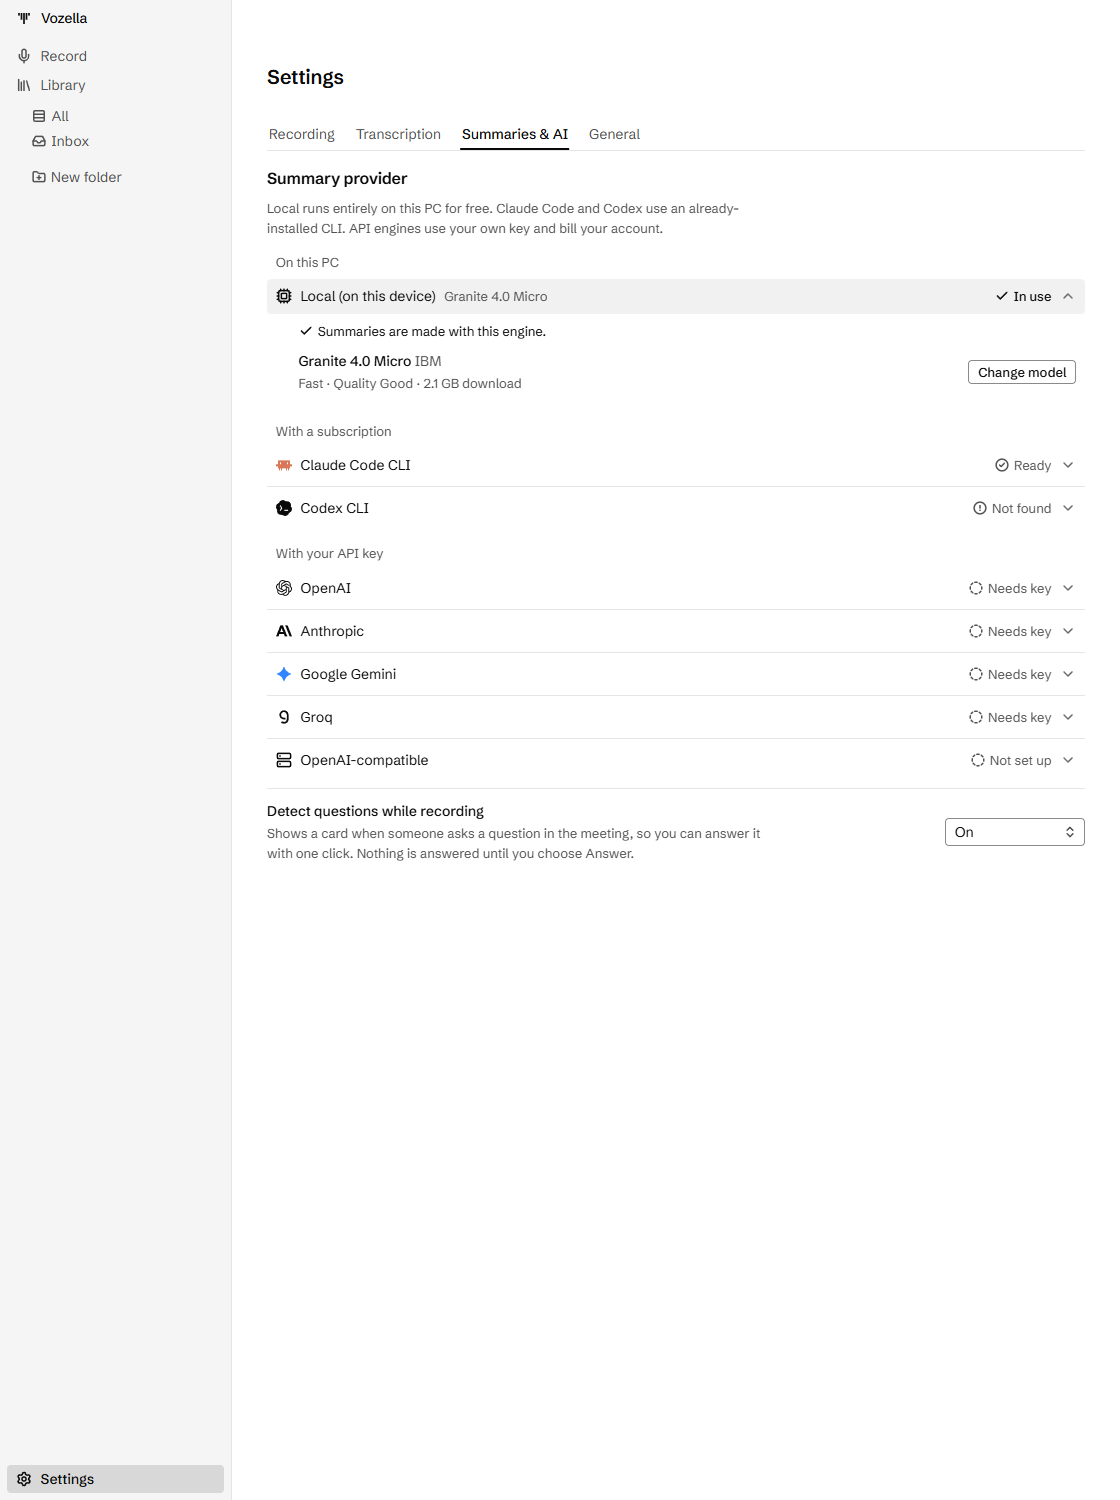 Vozella
Record
Library
All
Inbox
New folder
Settings
Settings
Recording Transcription Summaries & AI General
Summary provider
Local runs entirely on this PC for free. Claude Code and Codex use an already-
installed CLI. API engines use your own key and bill your account.
On this PC
Local (on this device) Granite 4.0 Micro In use
Summaries are made with this engine.
Granite 4.0 Micro IBM
Fast · Quality Good · 2.1 GB download
Change model
With a subscription
Claude Code CLI Ready
Codex CLI Not found
With your API key
OpenAI Needs key
Anthropic Needs key
Google Gemini Needs key
Groq Needs key
OpenAI-compatible Not set up
Detect questions while recording
Shows a card when someone asks a question in the meeting, so you can answer it
with one click. Nothing is answered until you choose Answer.
On